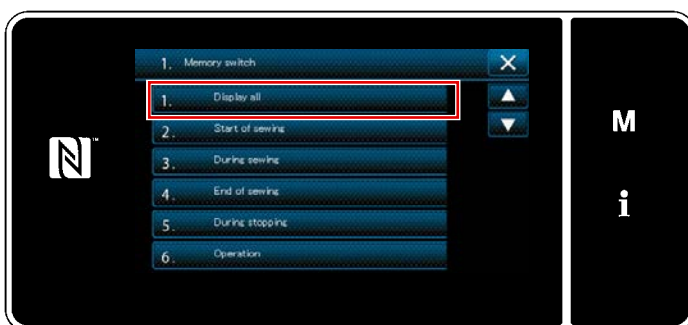 1. Memory switch
1. Display all
2. Start of sewing
3. During sewing
4. End of sewing
5. During stopping
6. Operation
N™
M
i